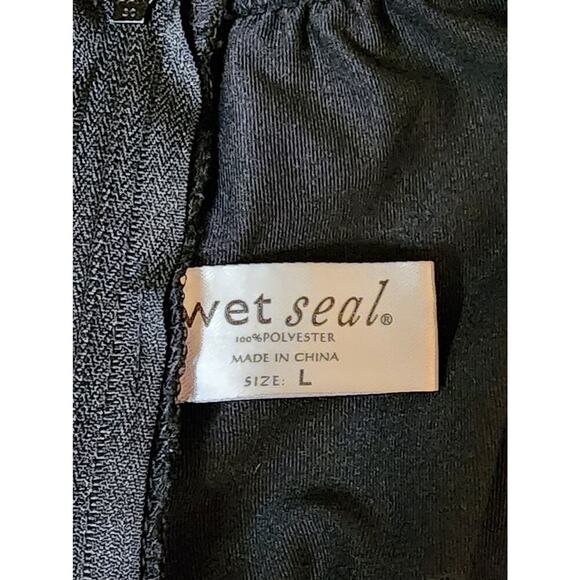 wet seal®
100%POLYESTER
MADE IN CHINA
SIZE: L